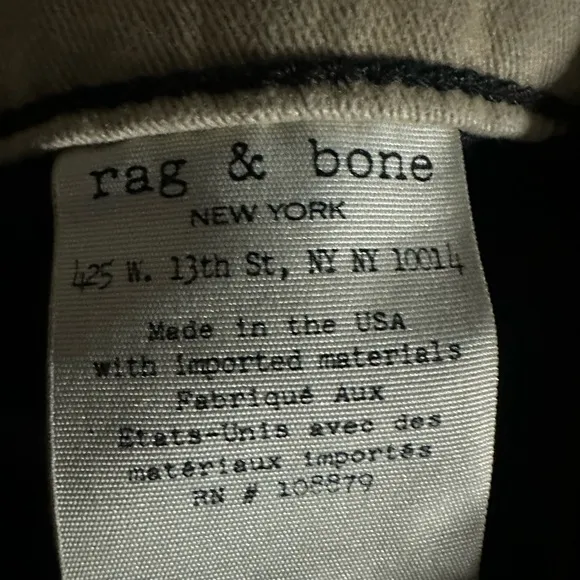 rag & bone
NEW YORK
425 W. 13th St, NY NY 10014
Made in the USA
with imported materials
Fabriqué Aux
Etats-Unis avec des
matériaux importés
RN # 108879